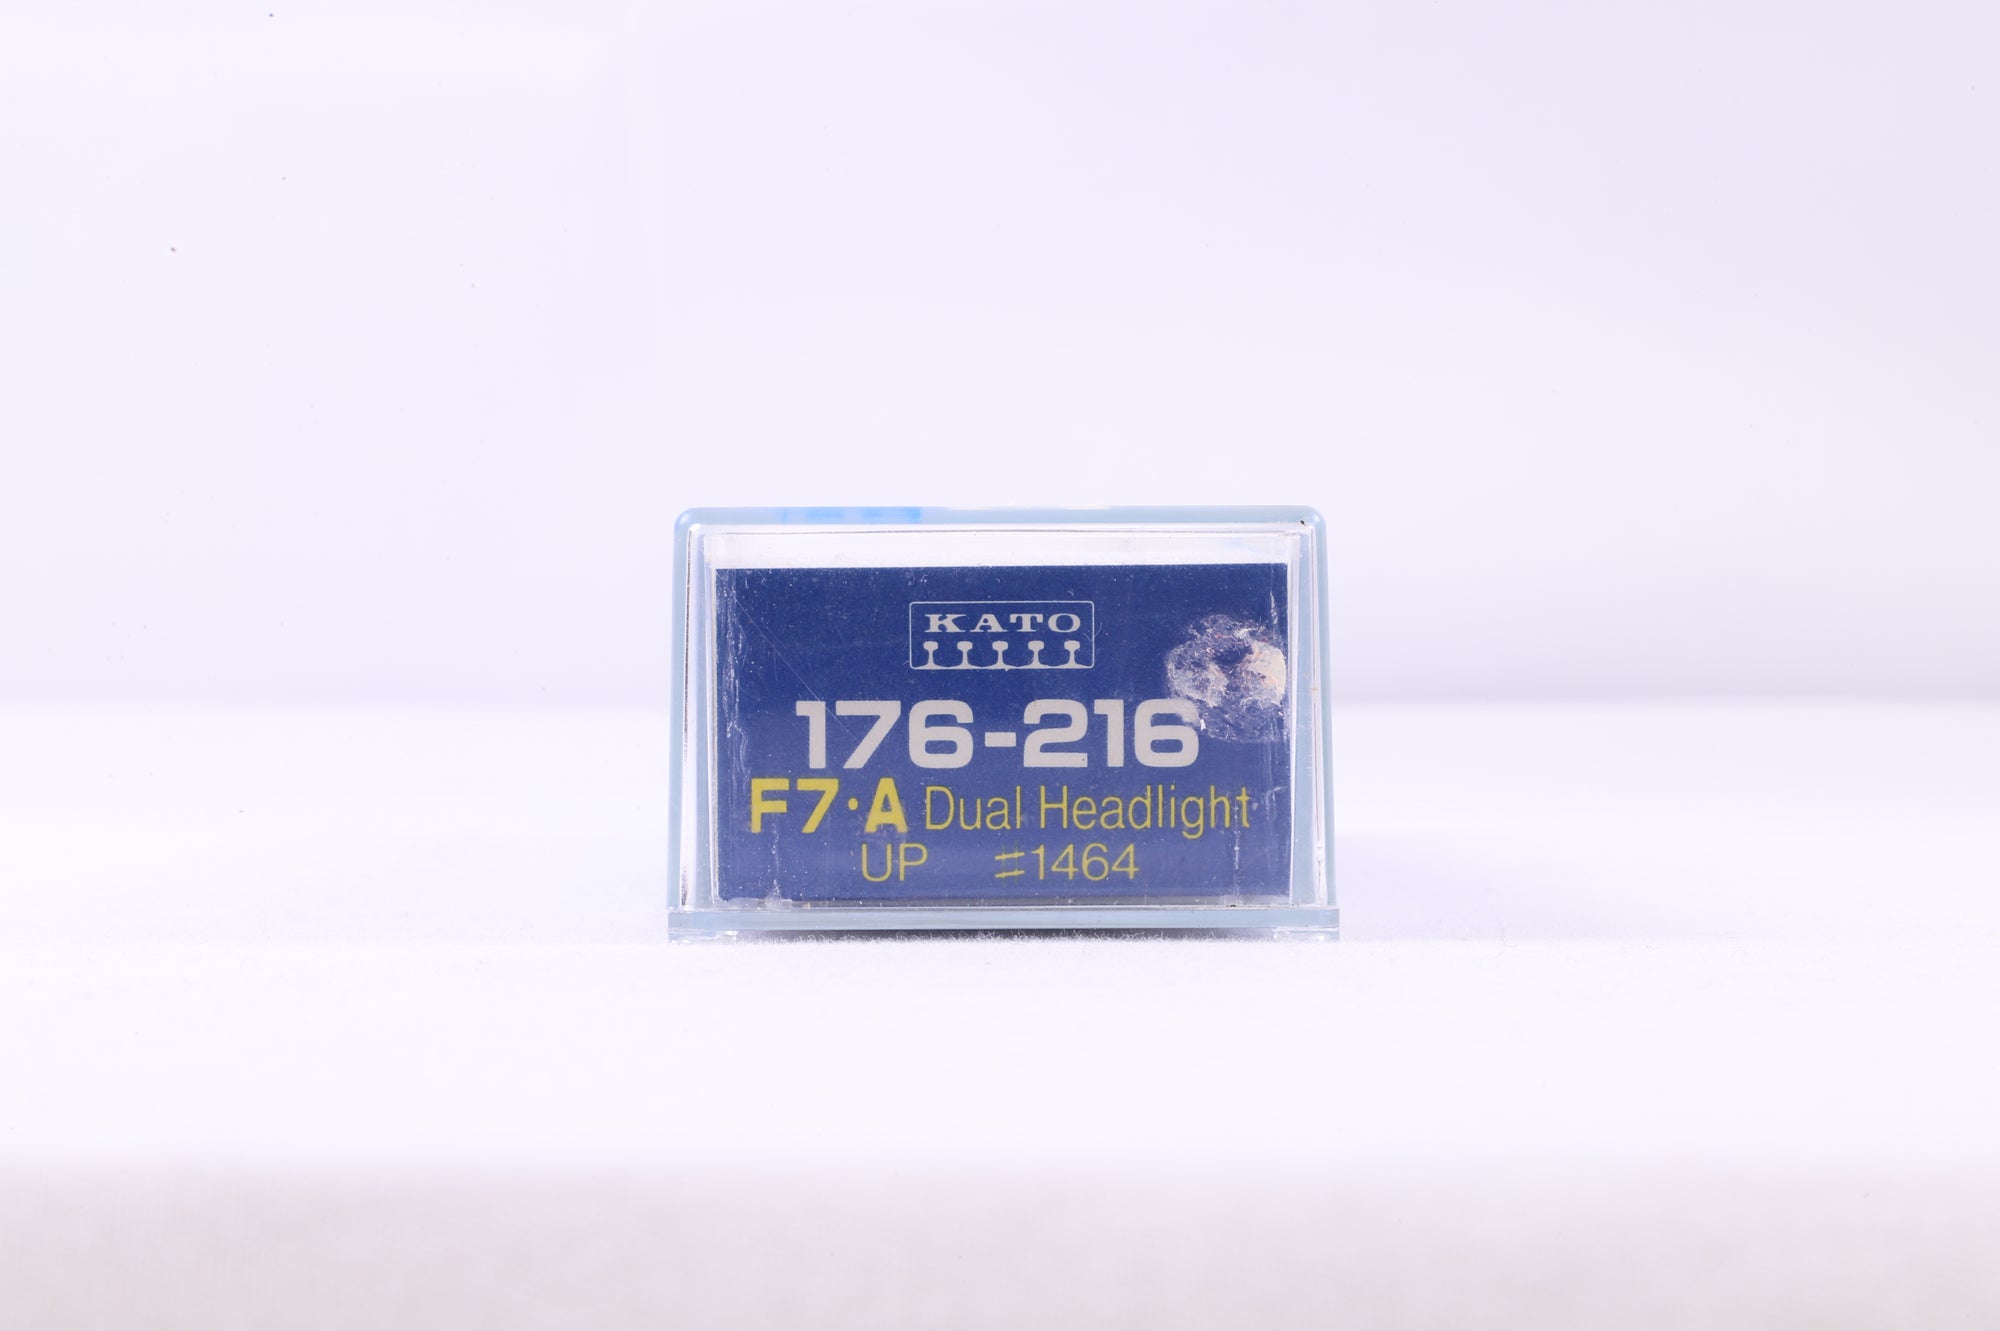 KATO
176-216
F7·A Dual Headlight
UP #1464